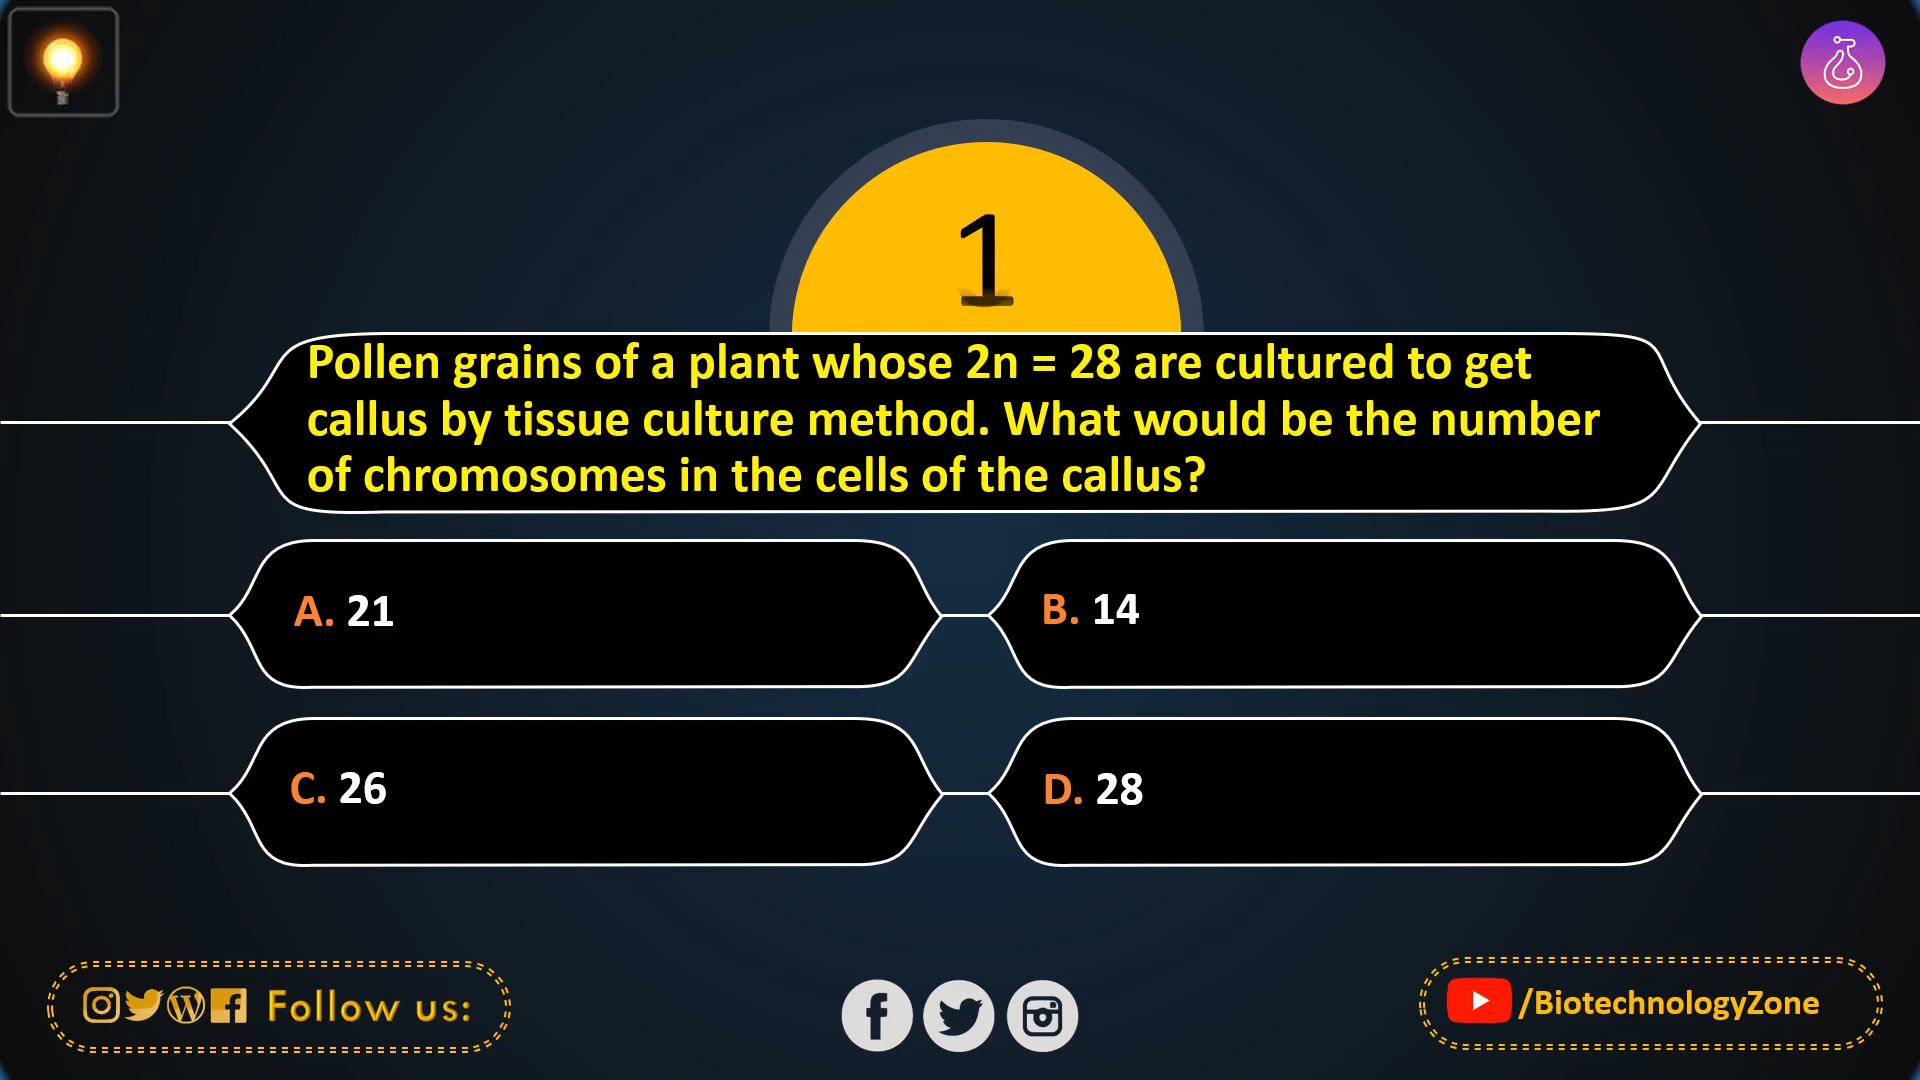 1
Pollen grains of a plant whose 2n = 28 are cultured to get
callus by tissue culture method. What would be the number
of chromosomes in the cells of the callus?
A. 21
B. 14
C. 26
D. 28
Follow us:
/BiotechnologyZone